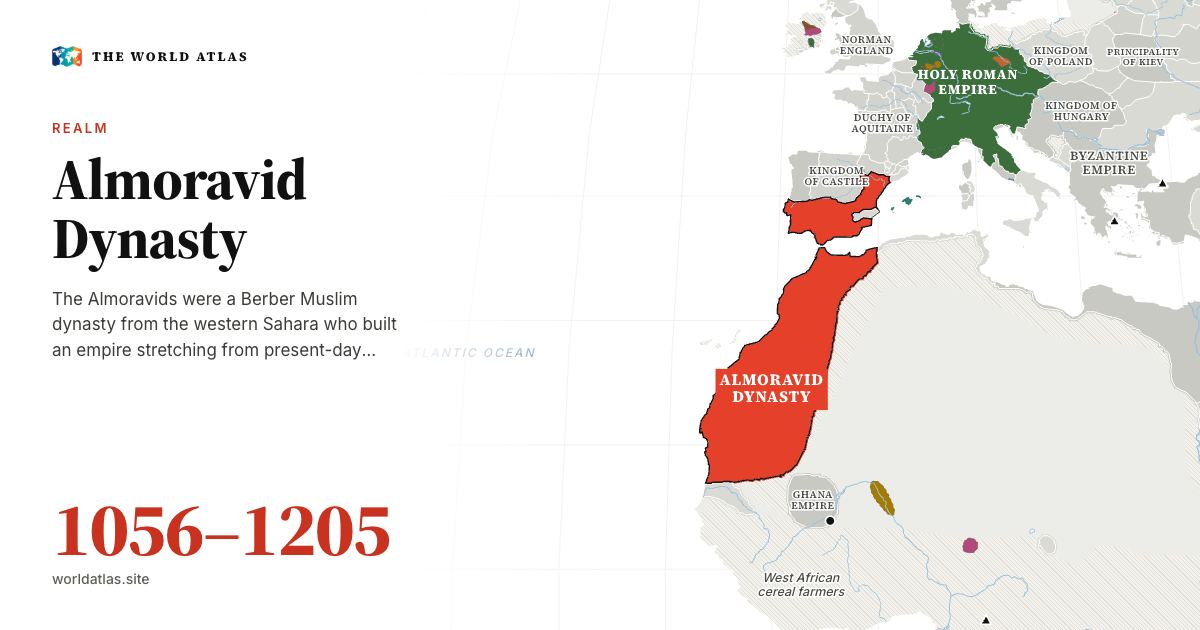 THE WORLD ATLAS
REALM
Almoravid
Dynasty
The Almoravids were a Berber Muslim
dynasty from the western Sahara who built
an empire stretching from present-day...
1056–1205
worldatlas.site
ATLANTIC OCEAN
NORMAN
ENGLAND
HOLY ROMAN
EMPIRE
KINGDOM
OF POLAND
PRINCIPALITY
OF KIEV
DUCHY OF
AQUITAINE
KINGDOM OF
HUNGARY
BYZANTINE
EMPIRE
KINGDOM
OF CASTILE
ALMORAVID
DYNASTY
GHANA
EMPIRE
West African
cereal farmers